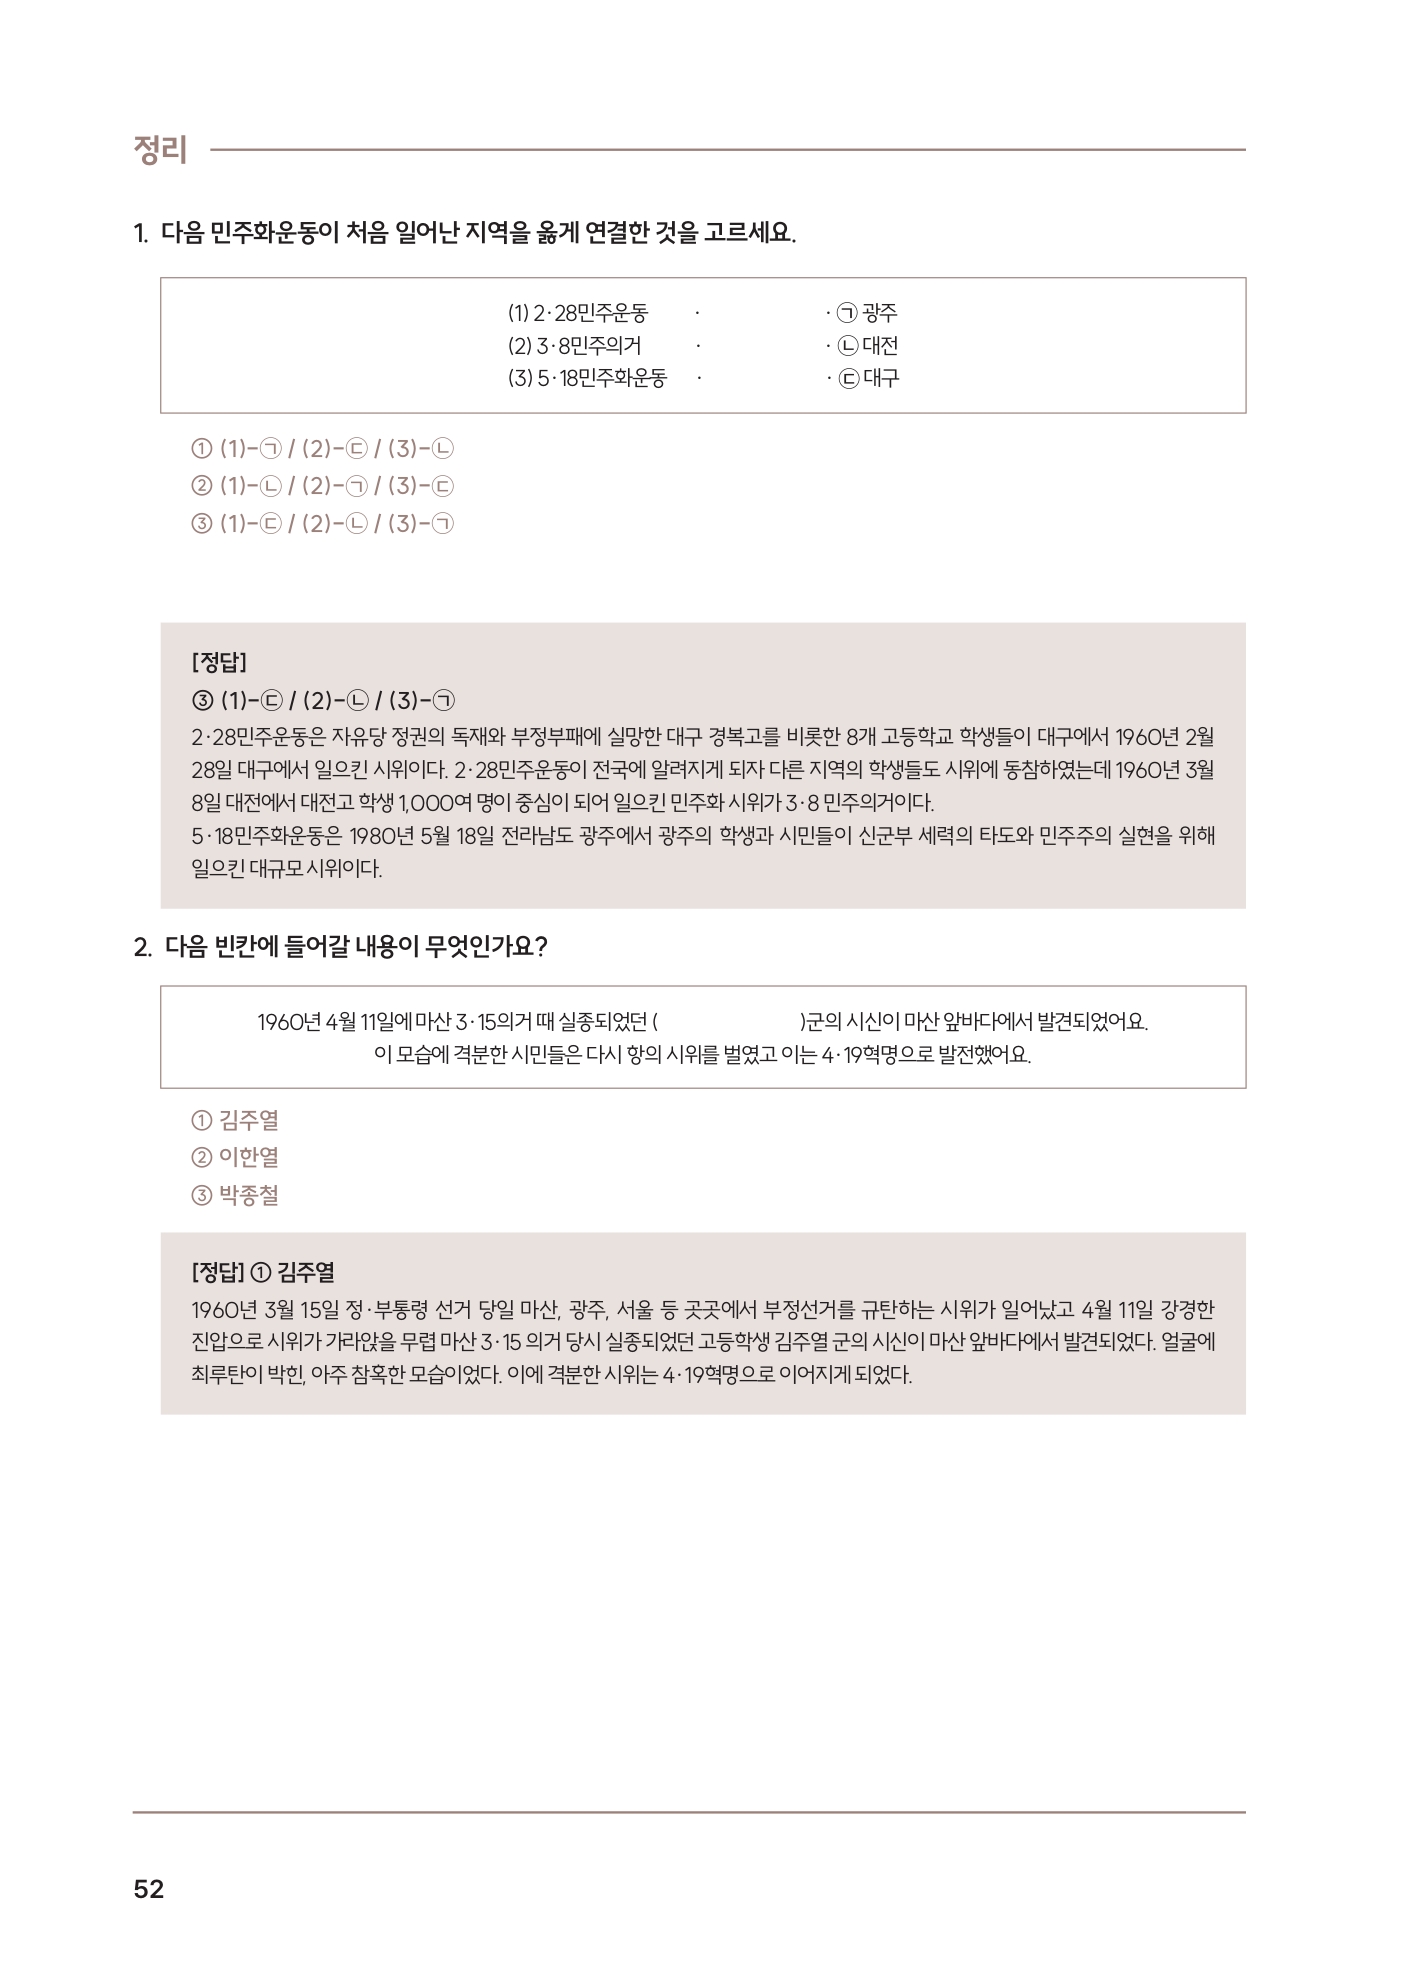 정리
1. 다음 민주화운동이 처음 일어난 지역을 옳게 연결한 것을 고르세요.
(1) 2·28민주운동 · · ㉠ 광주
(2) 3·8민주의거 · · ㉡ 대전
(3) 5·18민주화운동 · · ㉢ 대구
① (1)-㉠ / (2)-㉢ / (3)-㉡
② (1)-㉡ / (2)-㉠ / (3)-㉢
③ (1)-㉢ / (2)-㉡ / (3)-㉠
[정답]
③ (1)-㉢ / (2)-㉡ / (3)-㉠
2·28민주운동은 자유당 정권의 독재와 부정부패에 실망한 대구 경복고를 비롯한 8개 고등학교 학생들이 대구에서 1960년 2월
28일 대구에서 일으킨 시위이다. 2·28민주운동이 전국에 알려지게 되자 다른 지역의 학생들도 시위에 동참하였는데 1960년 3월
8일 대전에서 대전고 학생 1,000여 명이 중심이 되어 일으킨 민주화 시위가 3·8 민주의거이다.
5·18민주화운동은 1980년 5월 18일 전라남도 광주에서 광주의 학생과 시민들이 신군부 세력의 타도와 민주주의 실현을 위해
일으킨 대규모 시위이다.
2. 다음 빈칸에 들어갈 내용이 무엇인가요?
1960년 4월 11일에 마산 3·15의거 때 실종되었던 ( )군의 시신이 마산 앞바다에서 발견되었어요.
이 모습에 격분한 시민들은 다시 항의 시위를 벌였고 이는 4·19혁명으로 발전했어요.
① 김주열
② 이한열
③ 박종철
[정답] ① 김주열
1960년 3월 15일 정·부통령 선거 당일 마산, 광주, 서울 등 곳곳에서 부정선거를 규탄하는 시위가 일어났고 4월 11일 강경한
진압으로 시위가 가라앉을 무렵 마산 3·15 의거 당시 실종되었던 고등학생 김주열 군의 시신이 마산 앞바다에서 발견되었다. 얼굴에
최루탄이 박힌, 아주 참혹한 모습이었다. 이에 격분한 시위는 4·19혁명으로 이어지게 되었다.
52